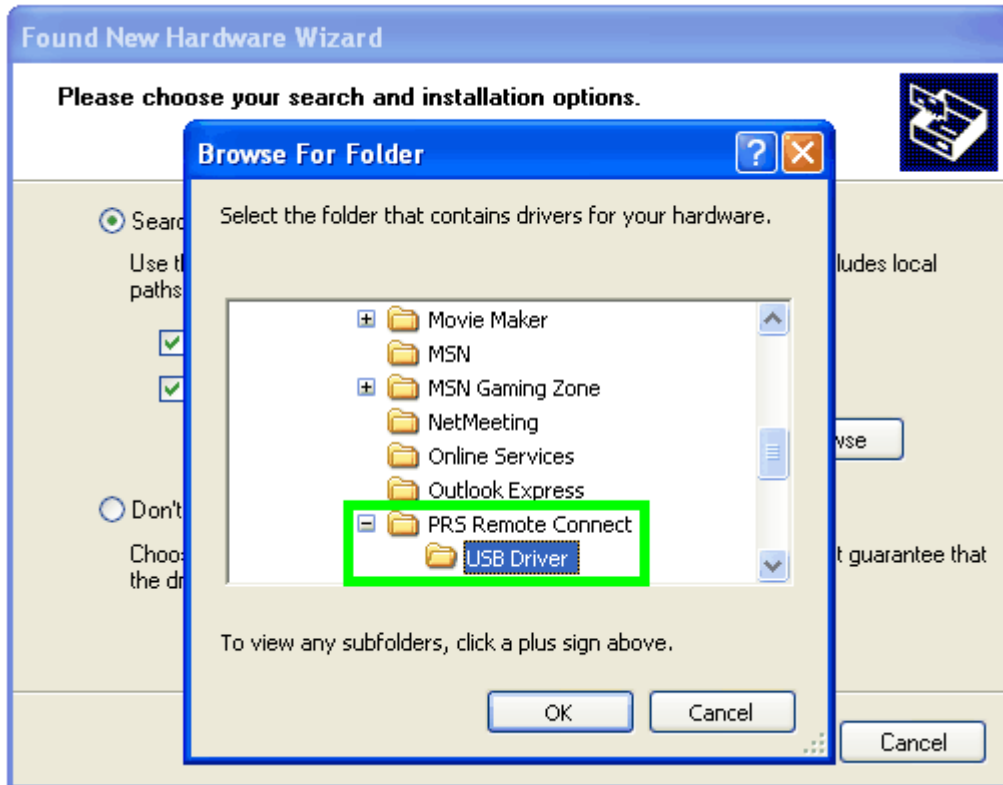 Found New Hardware Wizard
Please choose your search and installation options.
Browse For Folder
Select the folder that contains drivers for your hardware.
Searc
Use th
ludes local
paths
Movie Maker
MSN
MSN Gaming Zone
NetMeeting
wse
Online Services
Outlook Express
Don't
PRS Remote Connect
Choos
USB Driver
t guarantee that
the dr
To view any subfolders, click a plus sign above.
OK
Cancel
Cancel